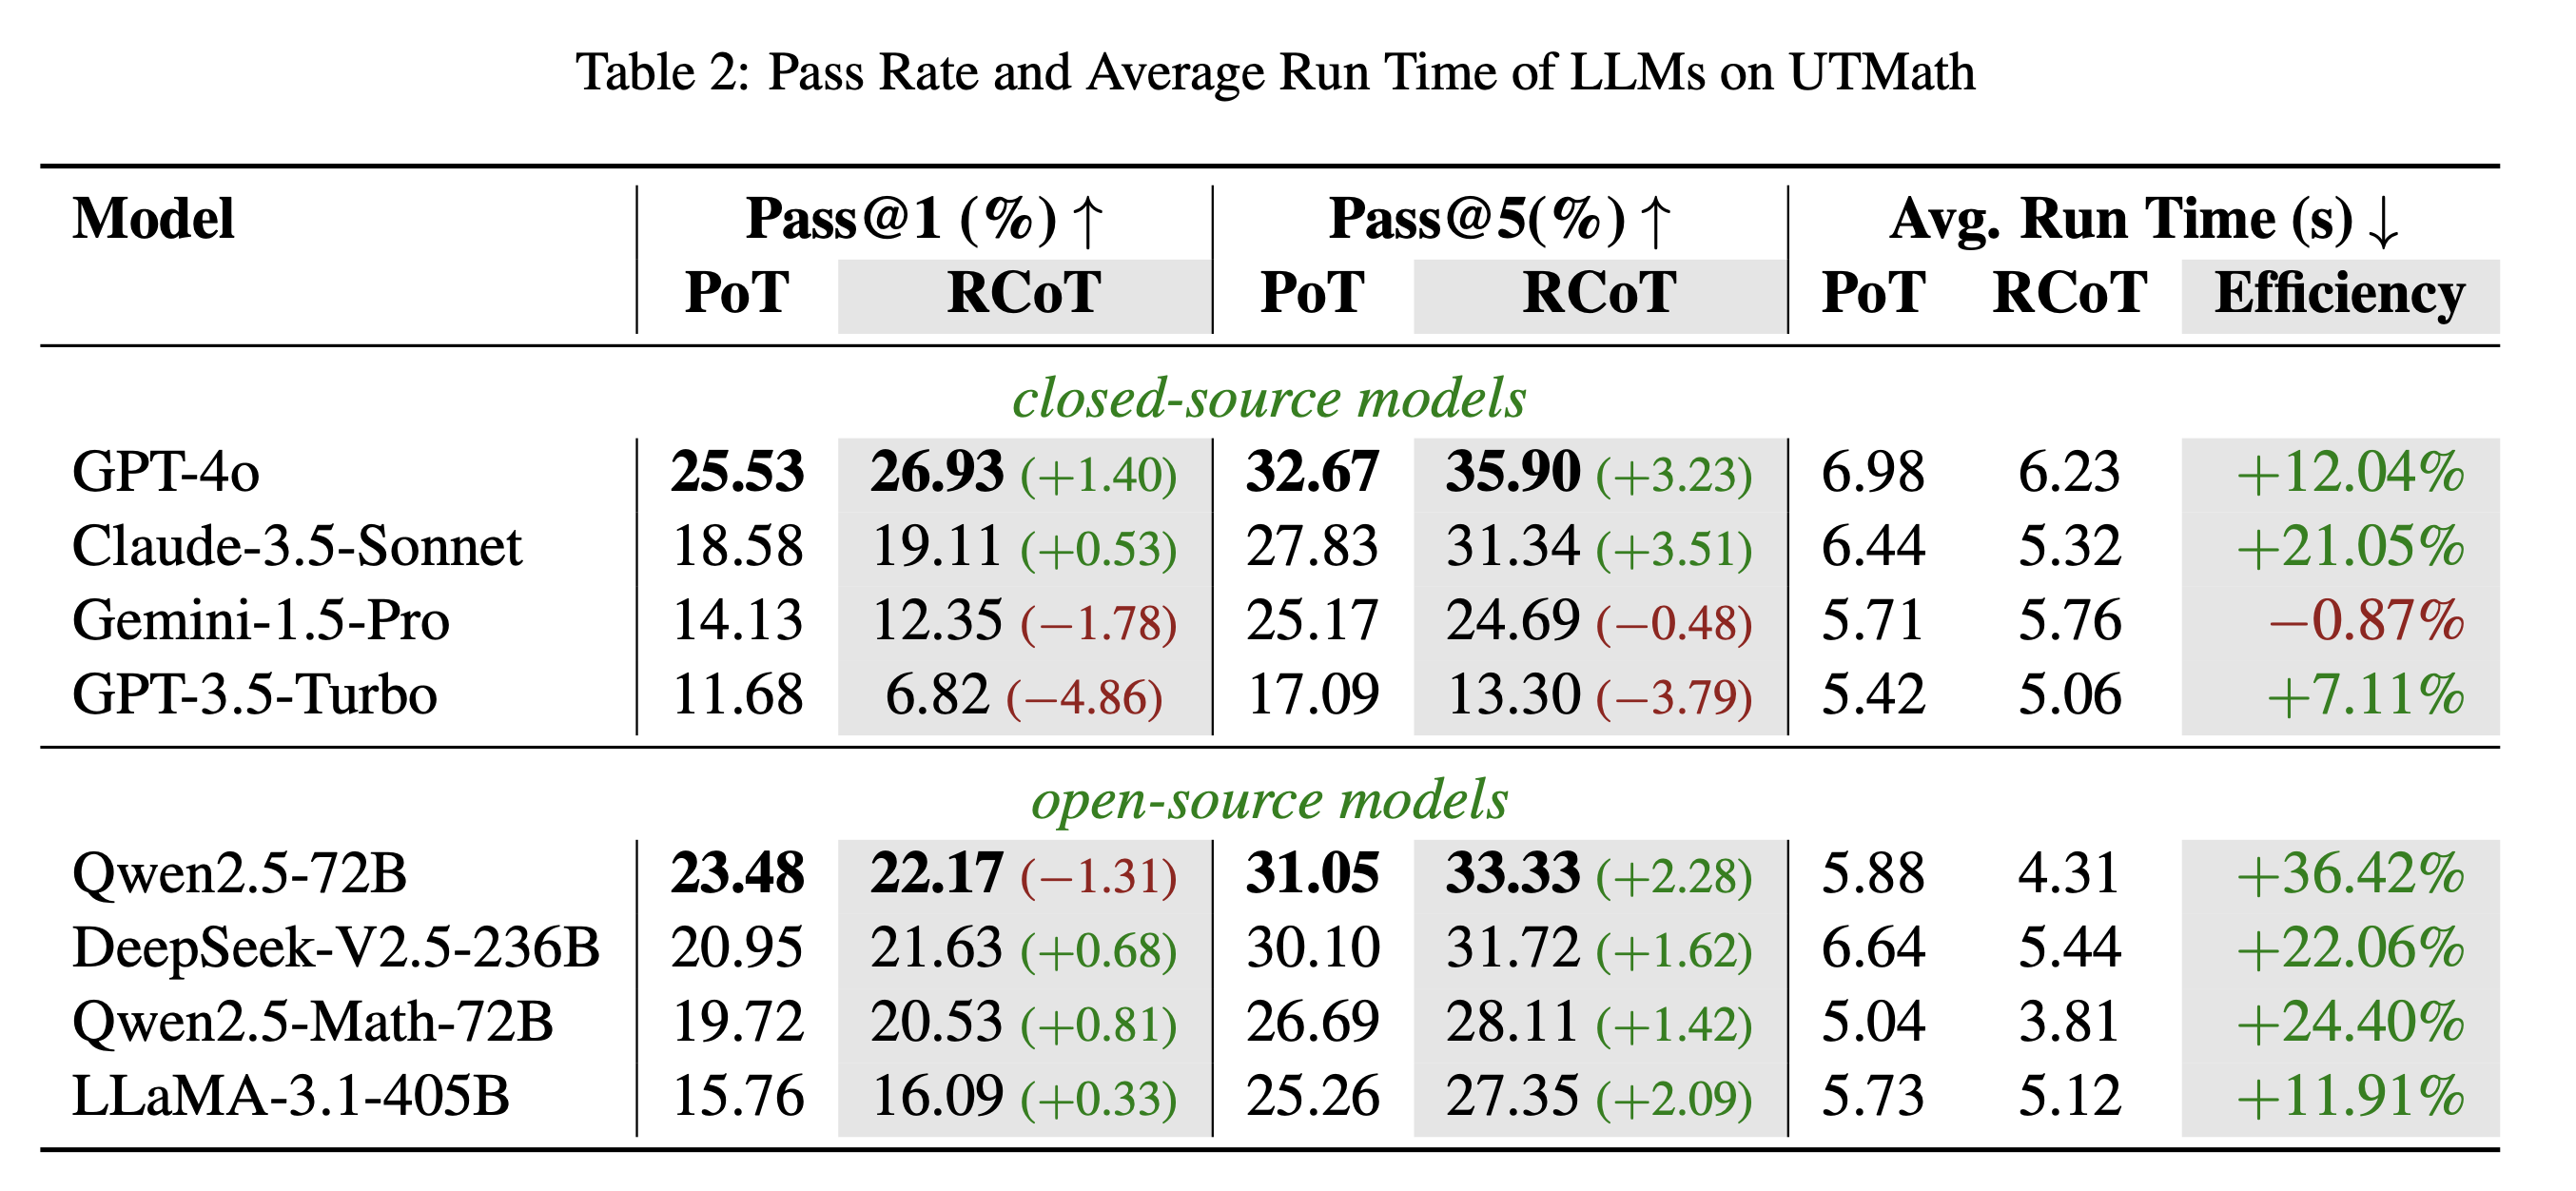 Table 2: Pass Rate and Average Run Time of LLMs on UTMath
Model Pass@1 (%) ↑ Pass@5(%) ↑ Avg. Run Time (s) ↓
PoT RCoT PoT RCoT PoT RCoT Efficiency
closed-source models
GPT-4o 25.53 26.93 (+1.40) 32.67 35.90 (+3.23) 6.98 6.23 +12.04%
Claude-3.5-Sonnet 18.58 19.11 (+0.53) 27.83 31.34 (+3.51) 6.44 5.32 +21.05%
Gemini-1.5-Pro 14.13 12.35 (−1.78) 25.17 24.69 (−0.48) 5.71 5.76 −0.87%
GPT-3.5-Turbo 11.68 6.82 (−4.86) 17.09 13.30 (−3.79) 5.42 5.06 +7.11%
open-source models
Qwen2.5-72B 23.48 22.17 (−1.31) 31.05 33.33 (+2.28) 5.88 4.31 +36.42%
DeepSeek-V2.5-236B 20.95 21.63 (+0.68) 30.10 31.72 (+1.62) 6.64 5.44 +22.06%
Qwen2.5-Math-72B 19.72 20.53 (+0.81) 26.69 28.11 (+1.42) 5.04 3.81 +24.40%
LLaMA-3.1-405B 15.76 16.09 (+0.33) 25.26 27.35 (+2.09) 5.73 5.12 +11.91%